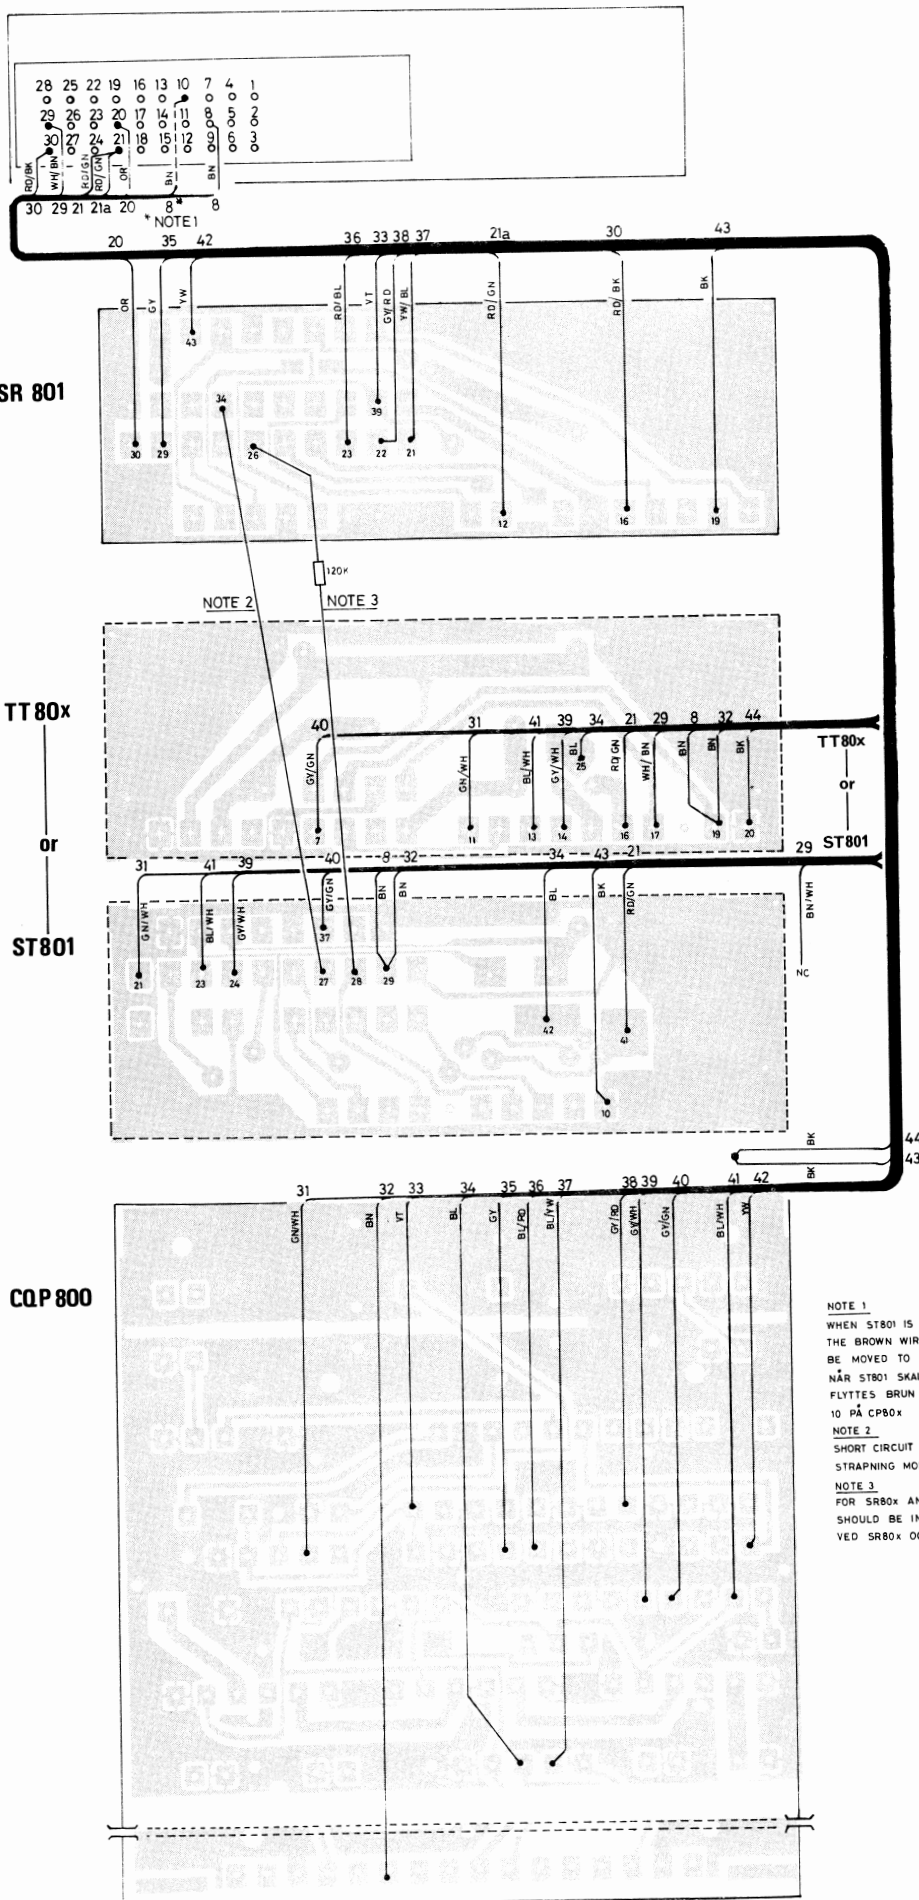 28 25 22 19 16 13 10 7 4 1
29 26 23 20 17 14 11 8 5 2
30 27 24 21 18 15 12 9 6 3
RD/BK WH/BN RD/GN RD/GN OR BN BN
30 29 21 21a 20 8* 8
* NOTE 1
20 35 42 36 33 38 37 21a 30 43
OR GY YW RD/BL VT GY/RD YW/BL RD/GN RD/BK BK
43
SR 801
34 39
30 29 26 23 22 21
12 16 19
120K
NOTE 2 NOTE 3
TT80x
40 31 41 39 34 21 29 8 32 44
GY/GN GN/WH BL/WH GY/WH BL RD/GN WH/BN BN BN BK
25
7 11 13 14 16 17 19 20
TT80x
or
ST801
or
31 41 39 40 8 32 34 43 21 29
GN/WH BL/WH GY/WH GY/GN BN BN BL BK RD/GN BN/WH
ST801
37
21 23 24 27 28 29 NC
42 41
10
BK 44
BK 43
31 32 33 34 35 36 37 38 39 40 41 42
GN/WH BN VT BL GY BL/RD BL/YW GY/RD GY/WH GY/GN BL/WH YW
CQP800
NOTE 1
WHEN ST801 IS
THE BROWN WIR
BE MOVED TO
NÅR ST801 SKA
FLYTTES BRUN
10 PÅ CP80x
NOTE 2
SHORT CIRCUIT
STRAPNING MO
NOTE 3
FOR SR80x AN
SHOULD BE IN
VED SR80x O